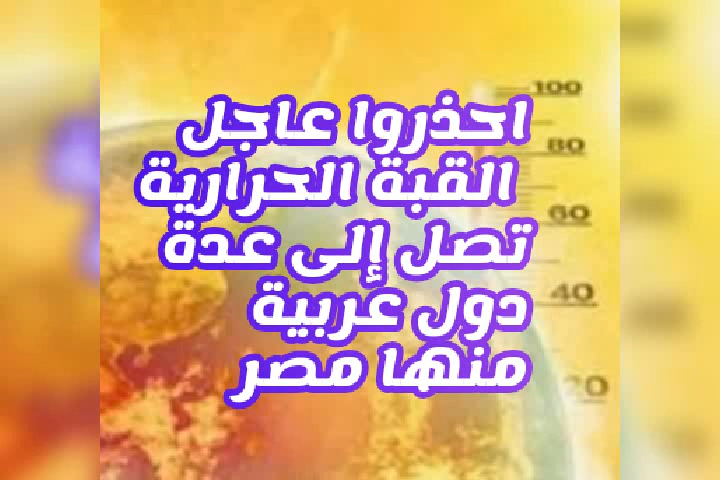 احذروا عاجل
القبة الحرارية
تصل إلى عدة
دول عربية
منها مصر
100
80
60
40
20